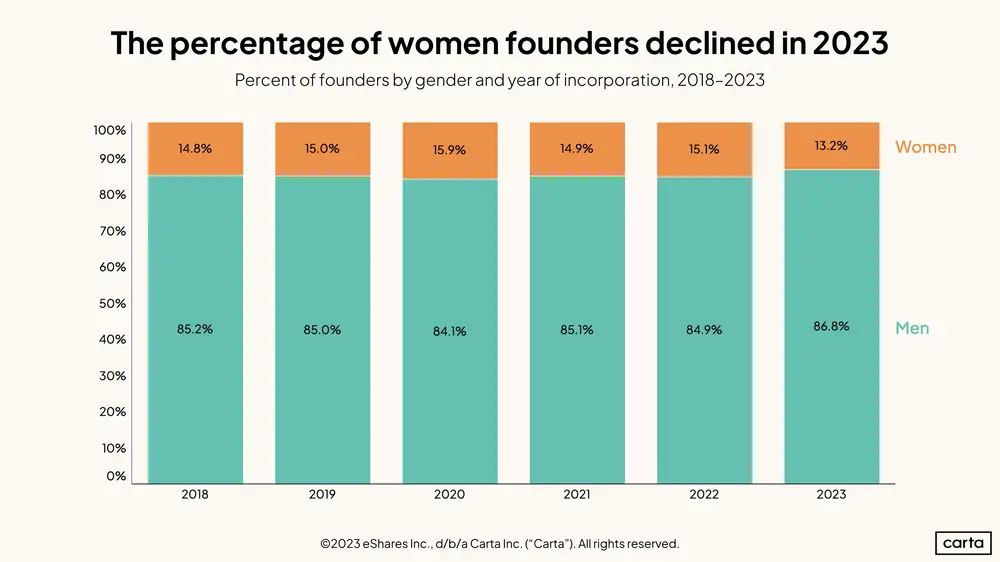 The percentage of women founders declined in 2023
Percent of founders by gender and year of incorporation, 2018–2023
100%
90%
80%
70%
60%
50%
40%
30%
20%
10%
0%
14.8% 15.0% 15.9% 14.9% 15.1% 13.2% Women
85.2% 85.0% 84.1% 85.1% 84.9% 86.8% Men
2018 2019 2020 2021 2022 2023
©2023 eShares Inc., d/b/a Carta Inc. (“Carta”). All rights reserved.
carta